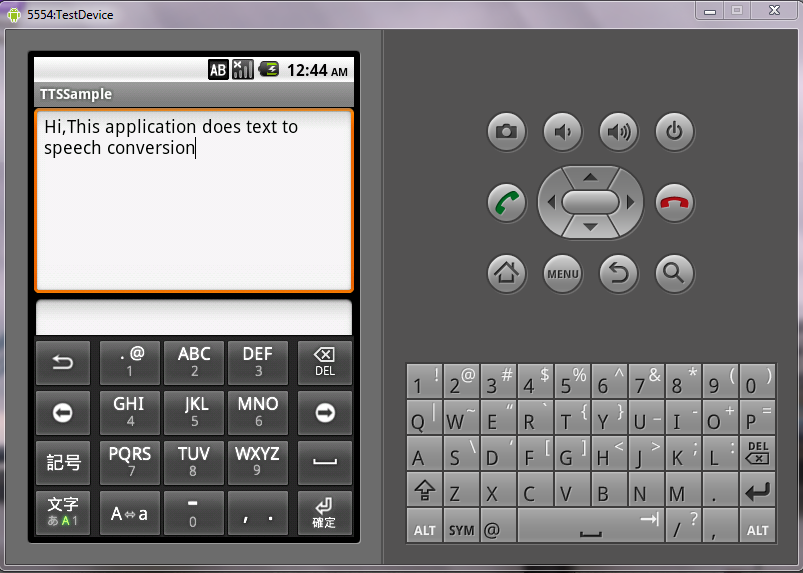 5554:TestDevice
AB 12:44 AM
TTSSample
Hi,This application does text to
speech conversion
. @ ABC DEF
1 2 3 DEL
GHI JKL MNO
4 5 6
記号 PQRS TUV WXYZ
7 8 9
文字 A⇔a - , . 
あA1 0 確定
MENU
1 ! 2 @ 3 # 4 $ 5 % 6 ^ 7 & 8 * 9 ( 0 )
Q | W ~ E “ R ` T { Y } U _ I - O + P =
A S \ D ‘ F [ G ] H < J > K ; L : DEL
Z X C V B N M .
ALT SYM @ / ? , ALT